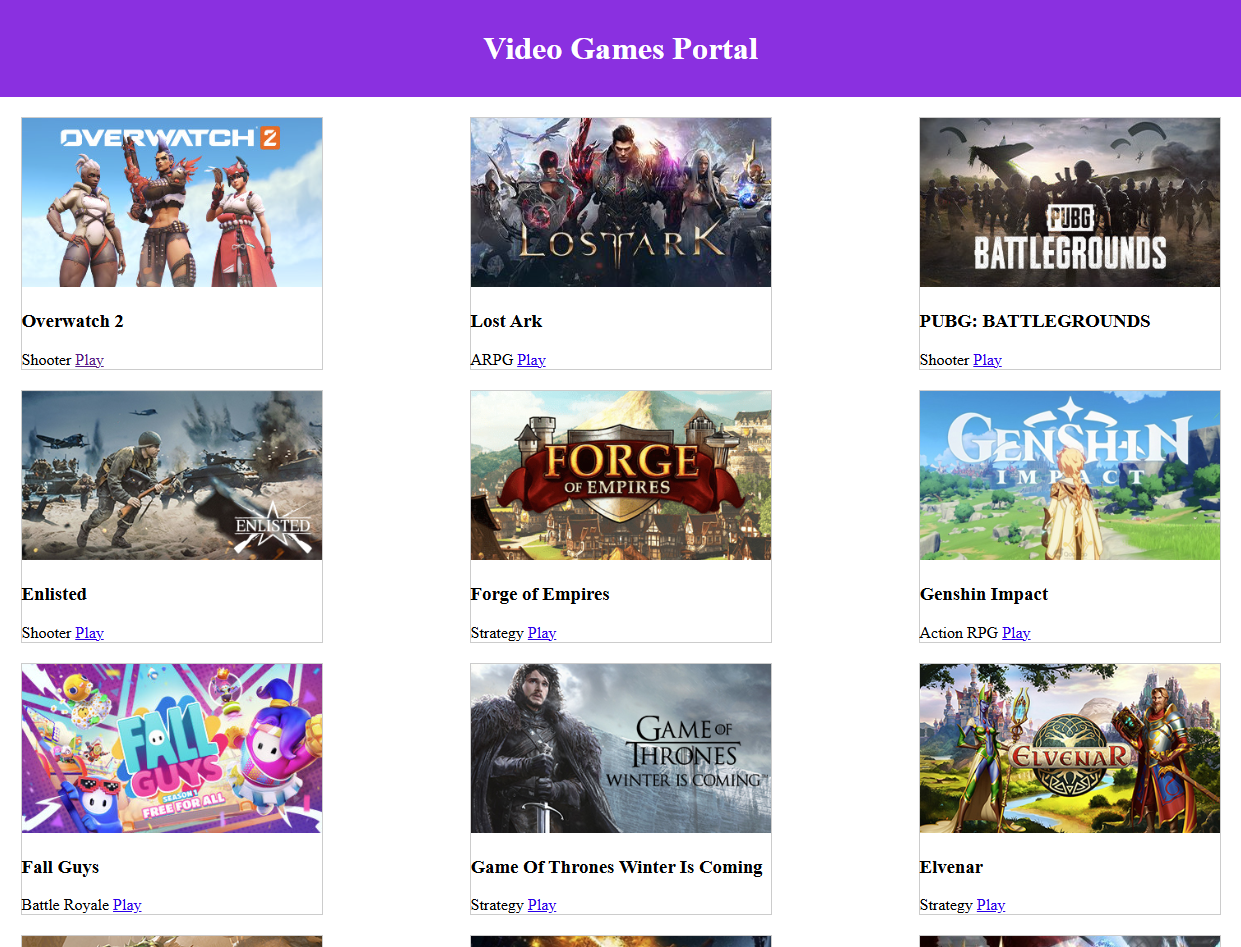 Video Games Portal
OVERWATCH 2
LOST ARK
PUBG
BATTLEGROUNDS
Overwatch 2
Lost Ark
PUBG: BATTLEGROUNDS
Shooter Play
ARPG Play
Shooter Play
ENLISTED
FORGE
OF EMPIRES
GENSHIN
IMPACT
Enlisted
Forge of Empires
Genshin Impact
Shooter Play
Strategy Play
Action RPG Play
FALL
GUYS
SEASON 1
FREE FOR ALL
GAME OF
THRONES
WINTER IS COMING
ELVENAR
Fall Guys
Game Of Thrones Winter Is Coming
Elvenar
Battle Royale Play
Strategy Play
Strategy Play